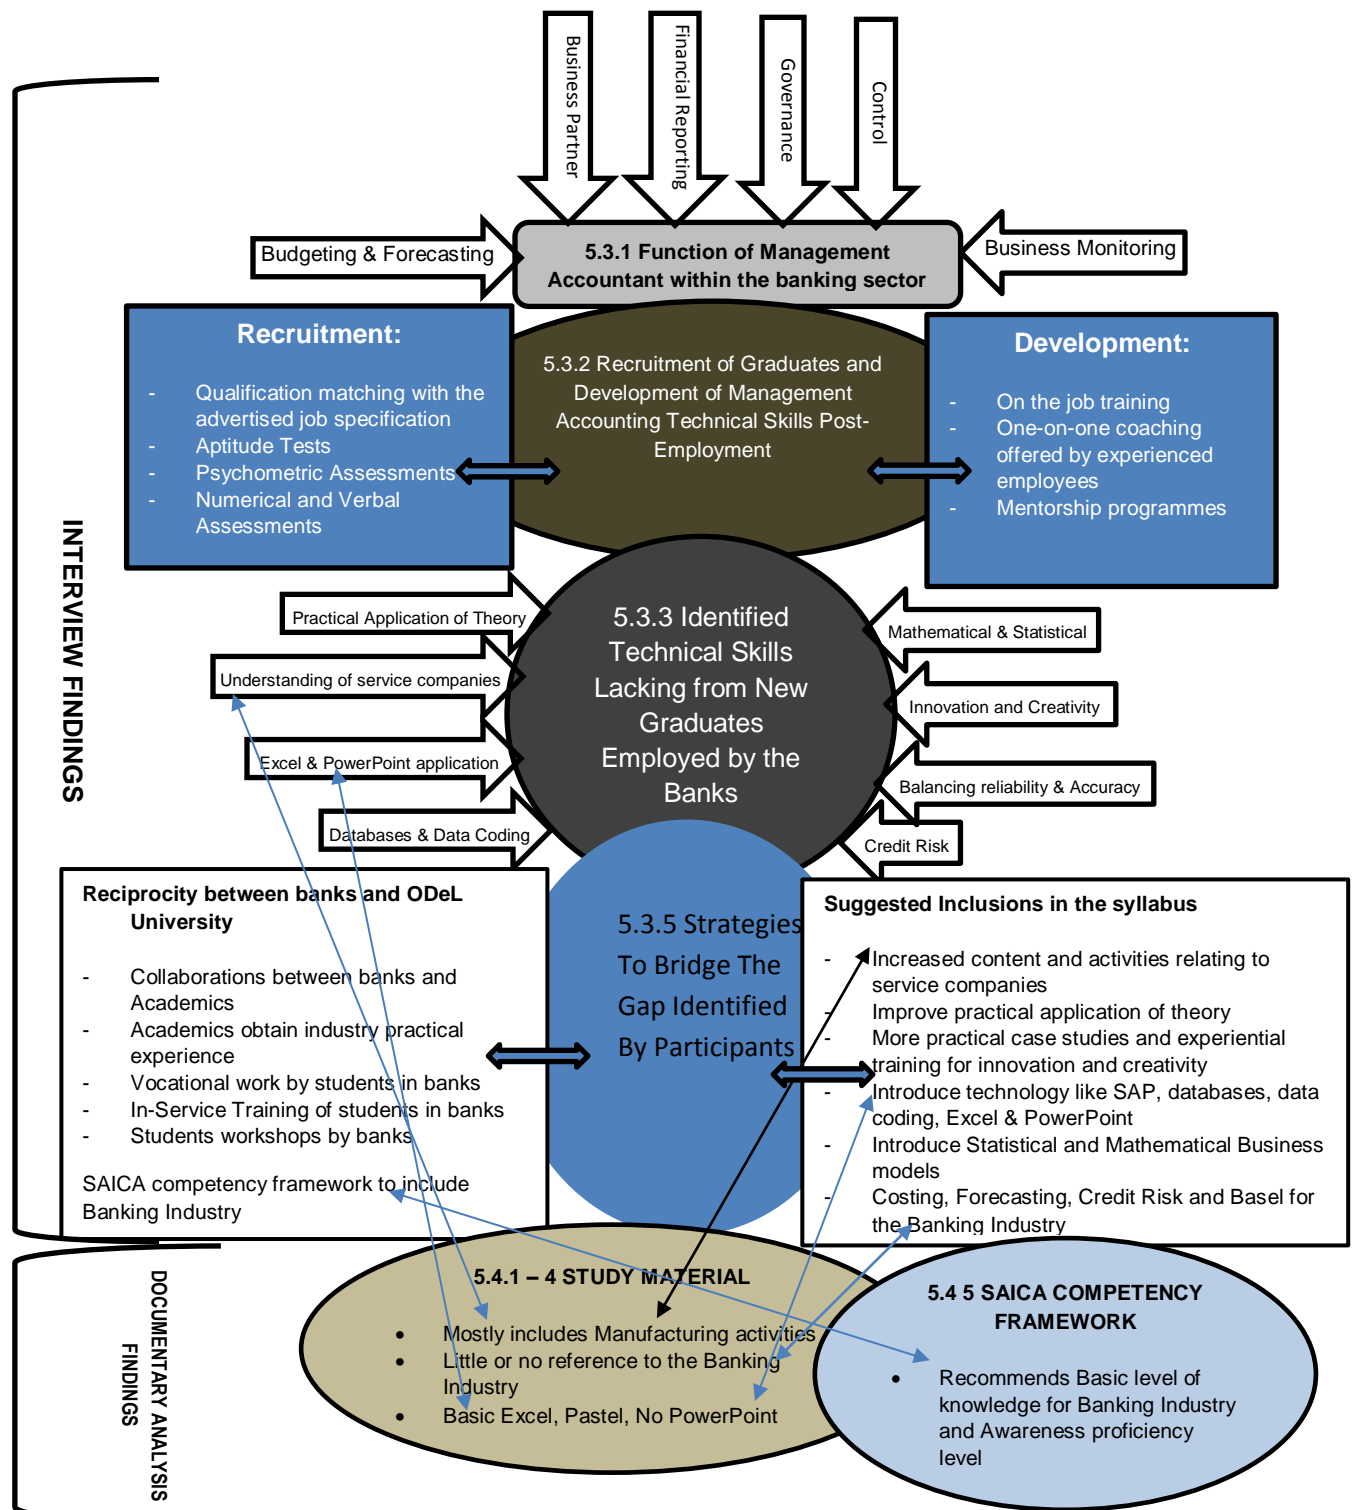 Business Partner
Financial Reporting
Governance
Control
Budgeting & Forecasting
5.3.1 Function of Management
Accountant within the banking sector
Business Monitoring
Recruitment:
- Qualification matching with the
advertised job specification
- Aptitude Tests
- Psychometric Assessments
- Numerical and Verbal
Assessments
5.3.2 Recruitment of Graduates and
Development of Management
Accounting Technical Skills Post-
Employment
Development:
- On the job training
- One-on-one coaching
offered by experienced
employees
- Mentorship programmes
INTERVIEW FINDINGS
Practical Application of Theory
Understanding of service companies
Excel & PowerPoint application
Databases & Data Coding
5.3.3 Identified
Technical Skills
Lacking from New
Graduates
Employed by the
Banks
Mathematical & Statistical
Innovation and Creativity
Balancing reliability & Accuracy
Credit Risk
Reciprocity between banks and ODeL
University
- Collaborations between banks and
Academics
- Academics obtain industry practical
experience
- Vocational work by students in banks
- In-Service Training of students in banks
- Students workshops by banks
SAICA competency framework to include
Banking Industry
5.3.5 Strategies
To Bridge The
Gap Identified
By Participants
Suggested Inclusions in the syllabus
- Increased content and activities relating to
service companies
- Improve practical application of theory
- More practical case studies and experiential
training for innovation and creativity
- Introduce technology like SAP, databases, data
coding, Excel & PowerPoint
- Introduce Statistical and Mathematical Business
models
- Costing, Forecasting, Credit Risk and Basel for
the Banking Industry
DOCUMENTARY ANALYSIS
FINDINGS
5.4.1 – 4 STUDY MATERIAL
• Mostly includes Manufacturing activities
• Little or no reference to the Banking
Industry
• Basic Excel, Pastel, No PowerPoint
5.4 5 SAICA COMPETENCY
FRAMEWORK
• Recommends Basic level of
knowledge for Banking Industry
and Awareness proficiency
level